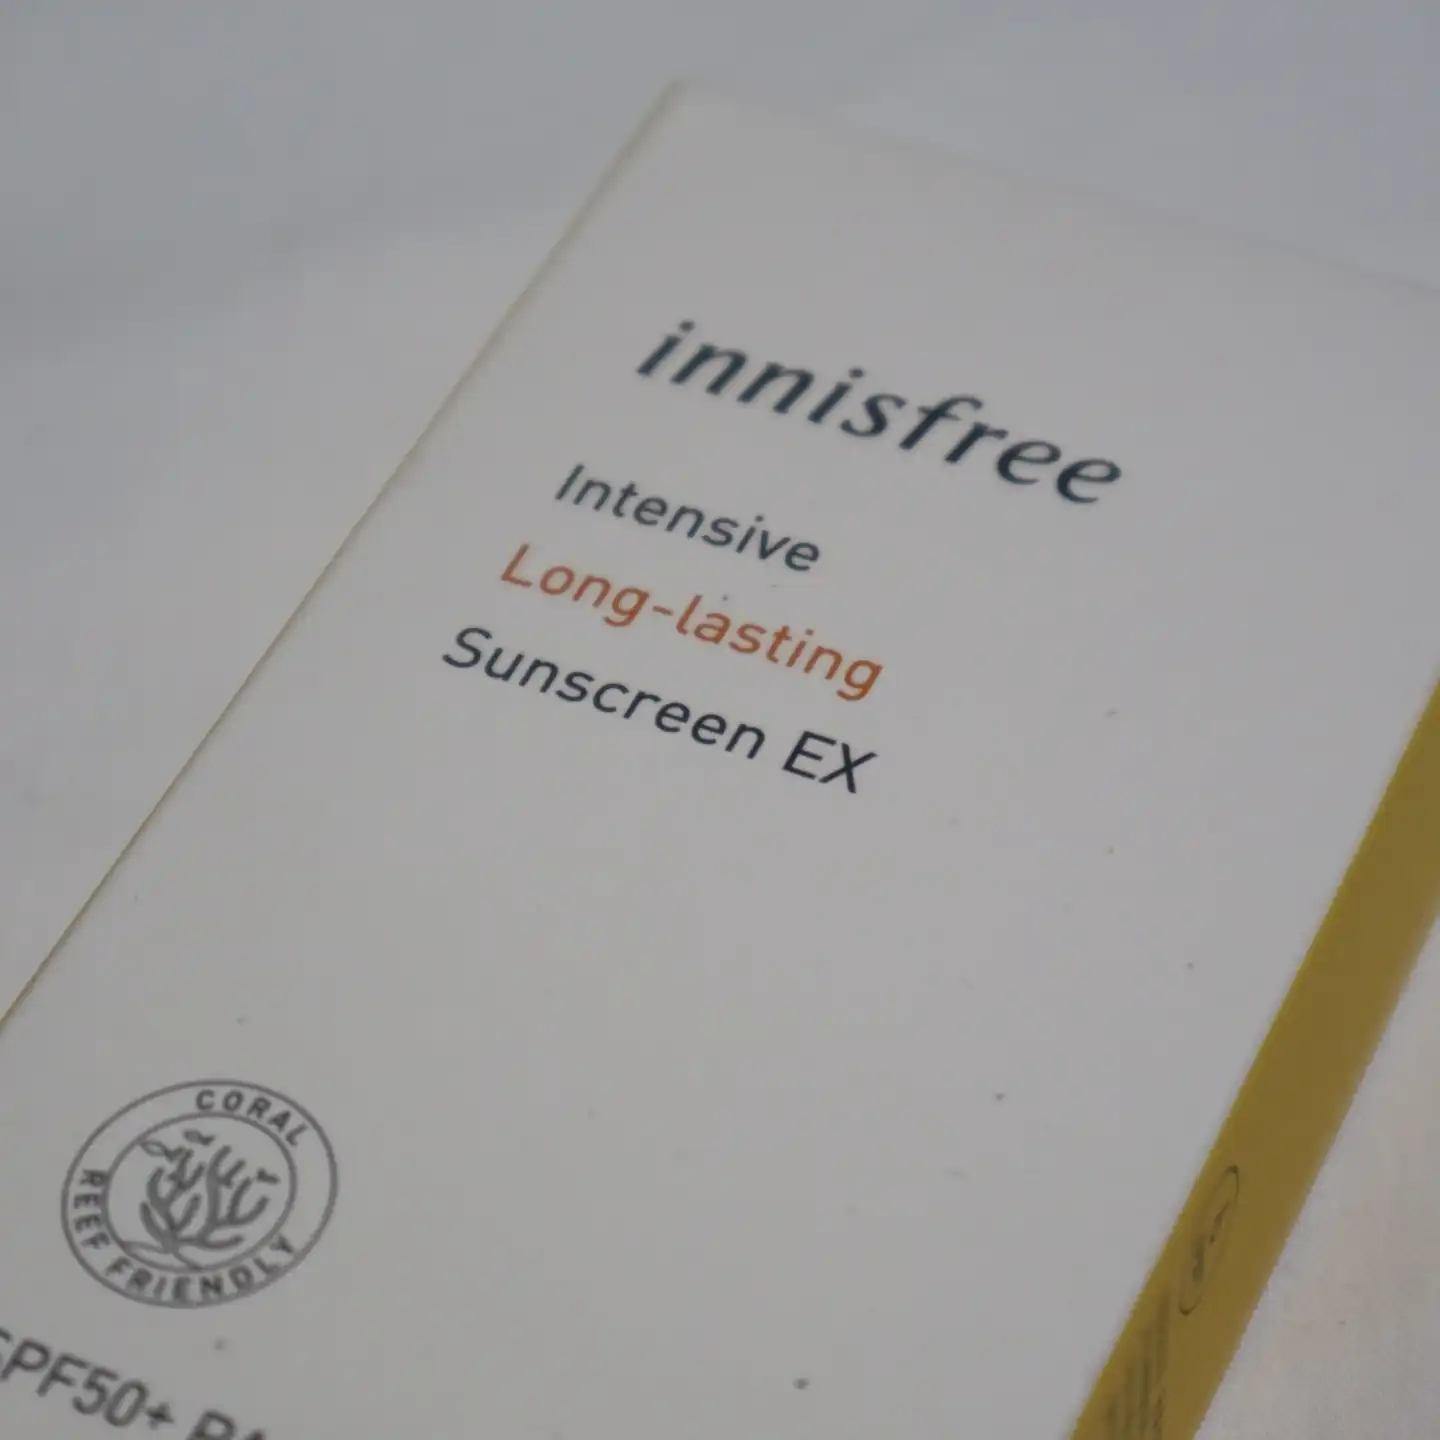 innisfree
Intensive
Long-lasting
Sunscreen EX
CORAL
REEF FRIENDLY
SPF50+